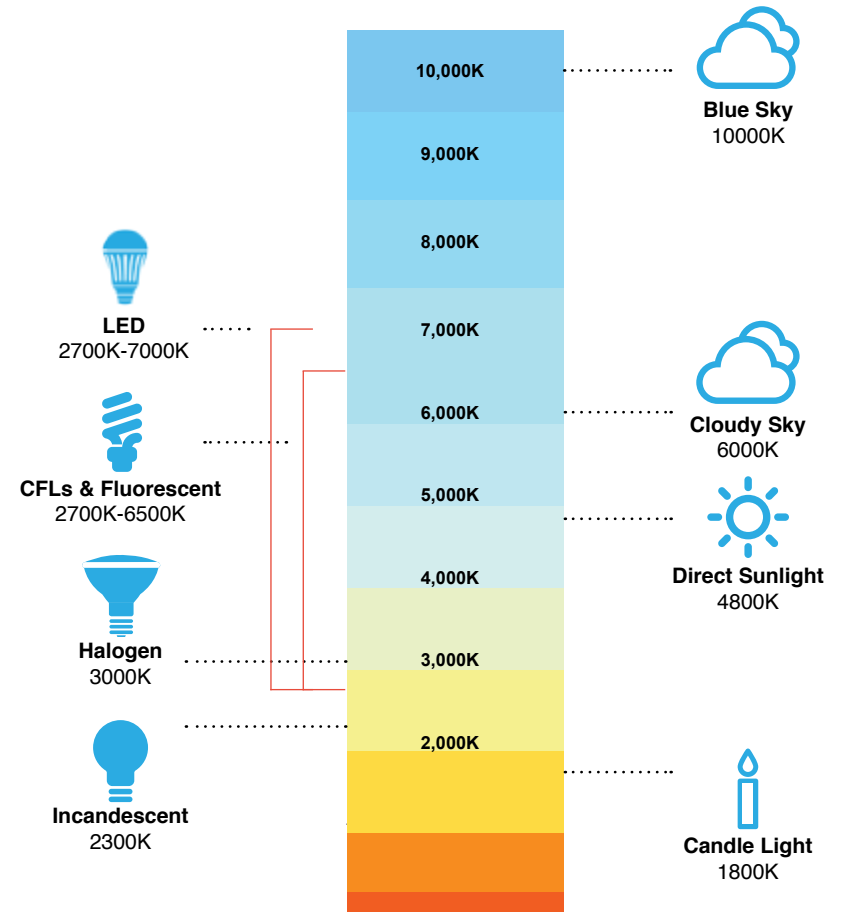 10,000K
Blue Sky
10000K
9,000K
8,000K
LED
2700K-7000K
7,000K
6,000K
Cloudy Sky
6000K
CFLs & Fluorescent
2700K-6500K
5,000K
Direct Sunlight
4800K
4,000K
Halogen
3000K
3,000K
2,000K
Incandescent
2300K
Candle Light
1800K